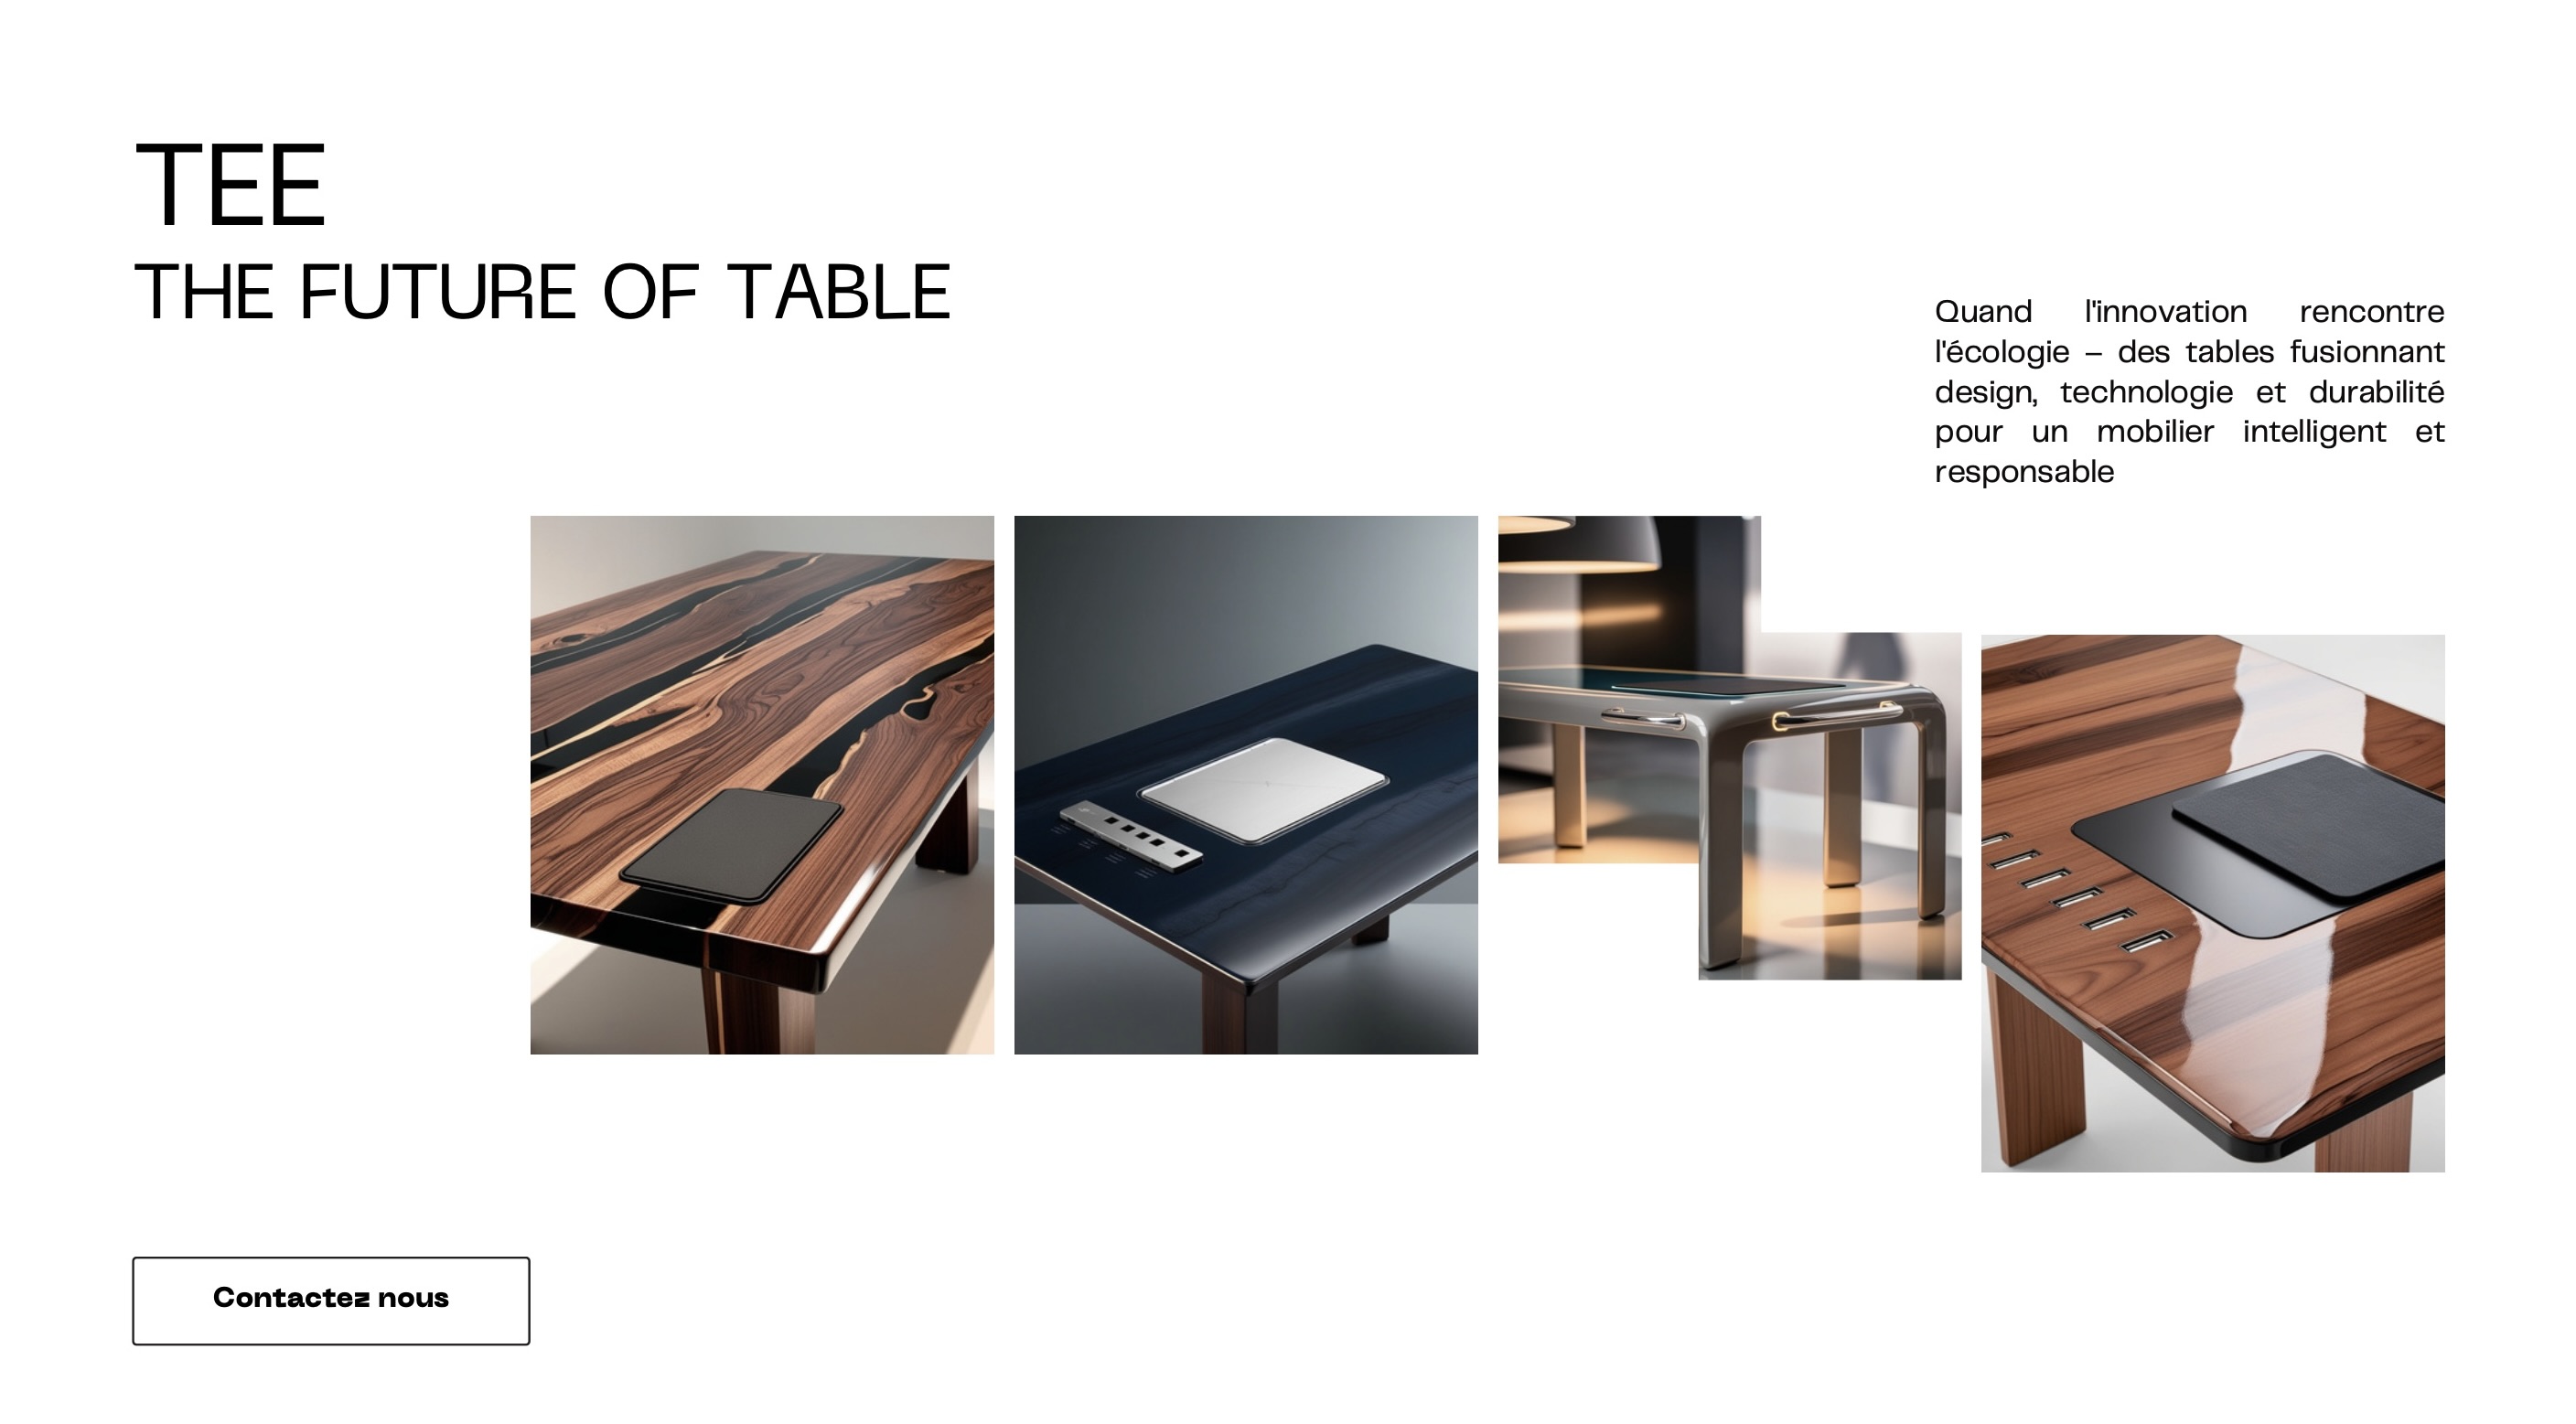 TEE
THE FUTURE OF TABLE
Quand l'innovation rencontre
l'écologie – des tables fusionnant
design, technologie et durabilité
pour un mobilier intelligent et
responsable
Contactez nous